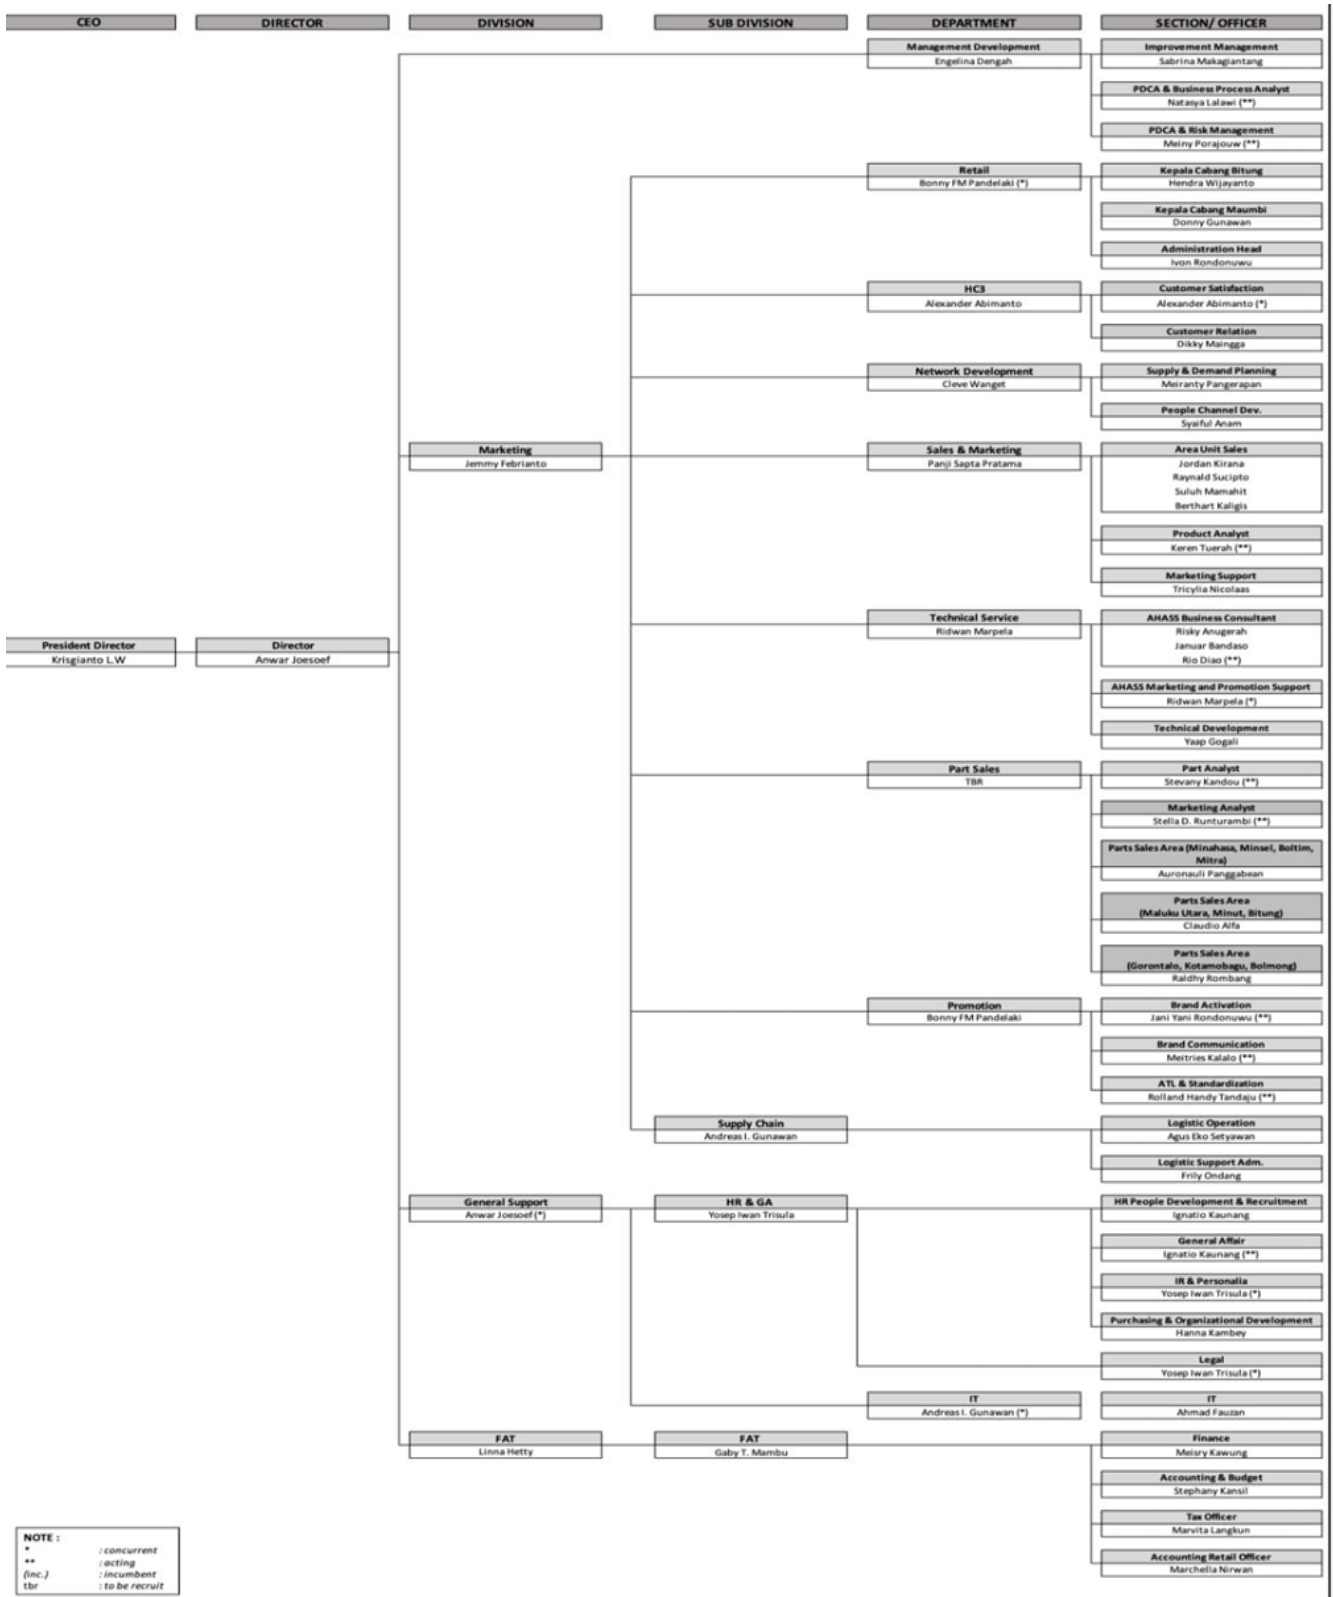 CEO
DIRECTOR
DIVISION
SUB DIVISION
DEPARTMENT
SECTION/ OFFICER
Management Development
Engelina Dengah
Improvement Management
Sabrina Makagiantang
PDCA & Business Process Analyst
Natasya Lalawi (**)
PDCA & Risk Management
Meiny Porajouw (**)
Retail
Bonny FM Pandelaki (*)
Kepala Cabang Bitung
Hendra Wijayanto
Kepala Cabang Maumbi
Donny Gunawan
Administration Head
Ivon Rondonuwu
HC3
Alexander Abimanto
Customer Satisfaction
Alexander Abimanto (*)
Customer Relation
Dikky Maingga
Network Development
Cleve Wanget
Supply & Demand Planning
Meiranty Pangerapan
People Channel Dev.
Syaiful Anam
Marketing
Jemmy Febrianto
Sales & Marketing
Panji Sapta Pratama
Area Unit Sales
Jordan Kirana
Raynald Sucipto
Suluh Mamahit
Berthart Kaligis
Product Analyst
Keren Tuerah (**)
Marketing Support
Tricylia Nicolaas
President Director
Krisgianto L.W
Director
Anwar Joesoef
Technical Service
Ridwan Marpela
AHASS Business Consultant
Risky Anugerah
Januar Bandaso
Rio Diao (**)
AHASS Marketing and Promotion Support
Ridwan Marpela (*)
Technical Development
Yaap Gogali
Part Sales
TBR
Part Analyst
Stevany Kandou (**)
Marketing Analyst
Stella D. Runturambi (**)
Parts Sales Area (Minahasa, Minsel, Boltim,
Mitra)
Auronauli Panggabean
Parts Sales Area
(Maluku Utara, Minut, Bitung)
Claudio Alfa
Parts Sales Area
(Gorontalo, Kotamobagu, Bolmong)
Raldhy Rombang
Promotion
Bonny FM Pandelaki
Brand Activation
Jani Yani Rondonuwu (**)
Brand Communication
Meitries Kalalo (**)
ATL & Standardization
Rolland Handy Tandaju (**)
Supply Chain
Andreas I. Gunawan
Logistic Operation
Agus Eko Setyawan
Logistic Support Adm.
Frily Ondang
General Support
Anwar Joesoef (*)
HR & GA
Yosep Iwan Trisula
HR People Development & Recruitment
Ignatio Kaunang
General Affair
Ignatio Kaunang (**)
IR & Personalia
Yosep Iwan Trisula (*)
Purchasing & Organizational Development
Hanna Kambey
Legal
Yosep Iwan Trisula (*)
IT
Andreas I. Gunawan (*)
IT
Ahmad Fauzan
FAT
Linna Hetty
FAT
Gaby T. Mambu
Finance
Meisry Kawung
Accounting & Budget
Stephany Kansil
Tax Officer
Marvita Langkun
Accounting Retail Officer
Marchella Nirwan
NOTE :
* : concurrent
** : acting
(inc.) : incumbent
tbr : to be recruit